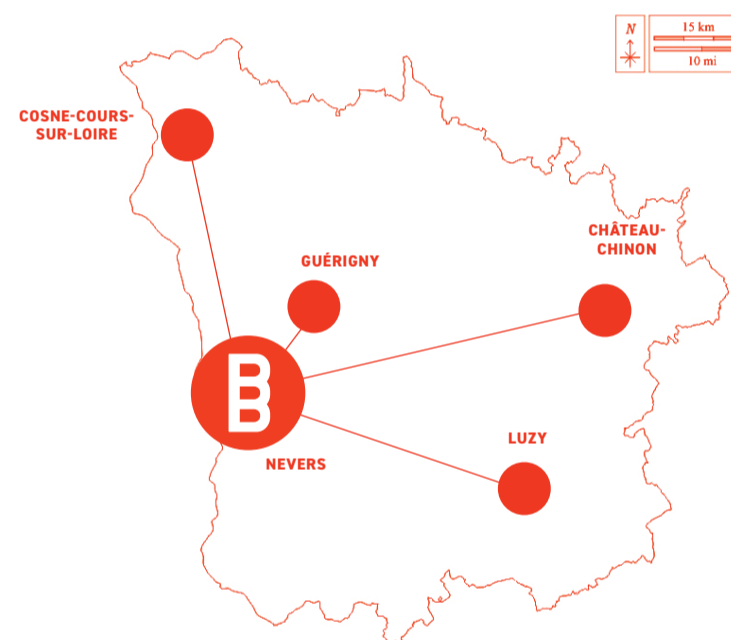 N
15 km
10 mi
COSNE-COURS-
SUR-LOIRE
CHÂTEAU-
CHINON
GUÉRIGNY
B
LUZY
NEVERS